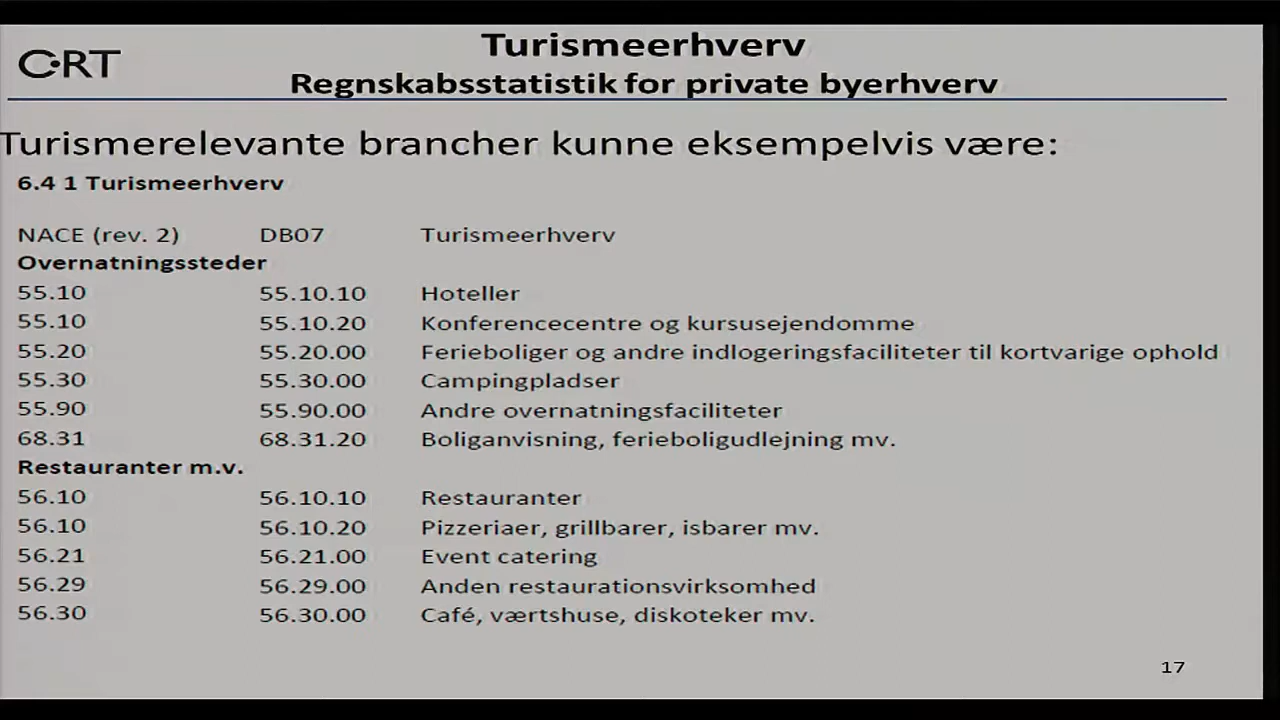 C·RT
Turismeerhverv
Regnskabsstatistik for private byerhverv
Turismerelevante brancher kunne eksempelvis være:
6.4 1 Turismeerhverv
NACE (rev. 2) DB07 Turismeerhverv
Overnatningssteder
55.10 55.10.10 Hoteller
55.10 55.10.20 Konferencecentre og kursusejendomme
55.20 55.20.00 Ferieboliger og andre indlogeringsfaciliteter til kortvarige ophold
55.30 55.30.00 Campingpladser
55.90 55.90.00 Andre overnatningsfaciliteter
68.31 68.31.20 Boliganvisning, ferieboligudlejning mv.
Restauranter m.v.
56.10 56.10.10 Restauranter
56.10 56.10.20 Pizzeriaer, grillbarer, isbarer mv.
56.21 56.21.00 Event catering
56.29 56.29.00 Anden restaurationsvirksomhed
56.30 56.30.00 Café, værtshuse, diskoteker mv.
17